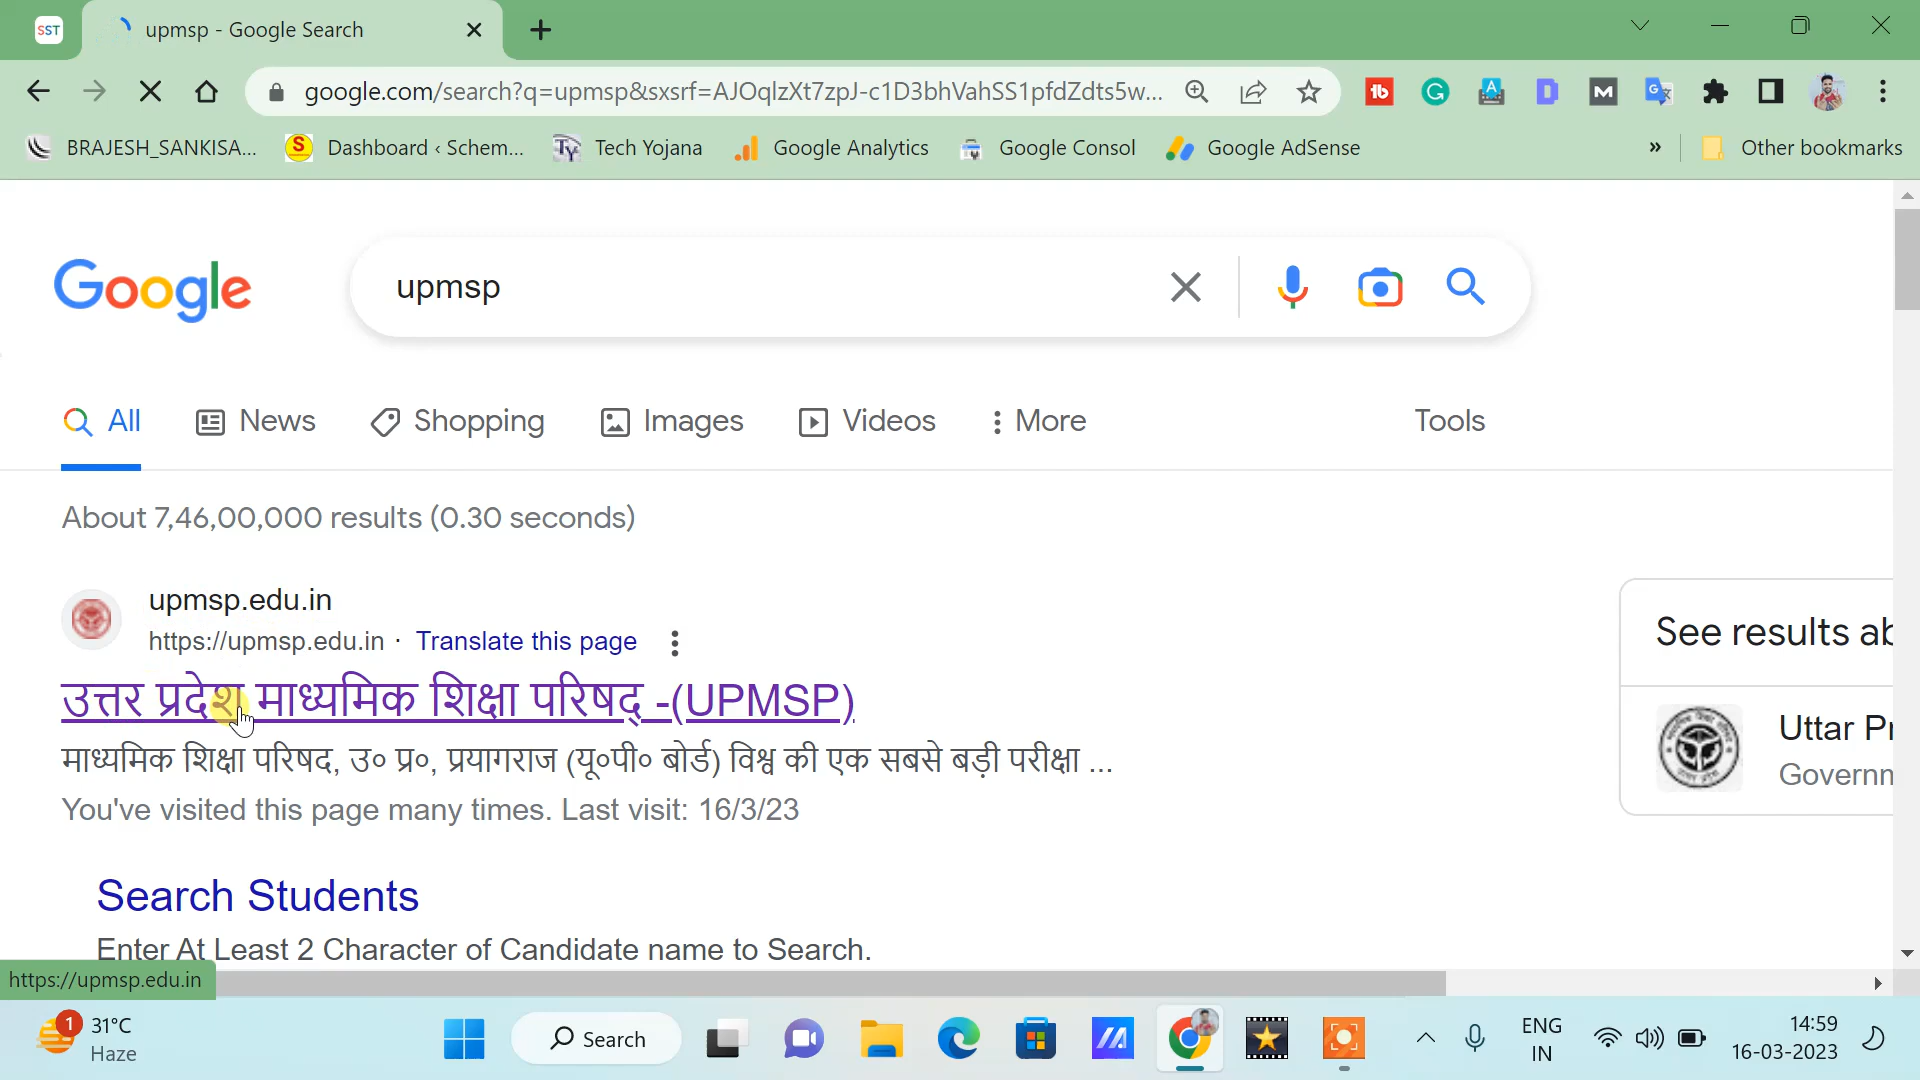 SST
upmsp - Google Search
google.com/search?q=upmsp&sxsrf=AJOqlzXt7zpJ-c1D3bhVahSS1pfdZdts5w...
BRAJESH_SANKISA...
Dashboard ‹ Schem...
Tech Yojana
Google Analytics
Google Consol
Google AdSense
»
Other bookmarks
Google
upmsp
All
News
Shopping
Images
Videos
More
Tools
About 7,46,00,000 results (0.30 seconds)
upmsp.edu.in
https://upmsp.edu.in · Translate this page
उत्तर प्रदेश माध्यमिक शिक्षा परिषद् -(UPMSP)
माध्यमिक शिक्षा परिषद, उ० प्र०, प्रयागराज (यू०पी० बोर्ड) विश्व की एक सबसे बड़ी परीक्षा ...
You've visited this page many times. Last visit: 16/3/23
See results ab
Uttar Pr
Governm
Search Students
Enter At Least 2 Character of Candidate name to Search.
https://upmsp.edu.in
1
31°C
Haze
Search
ENG
IN
14:59
16-03-2023